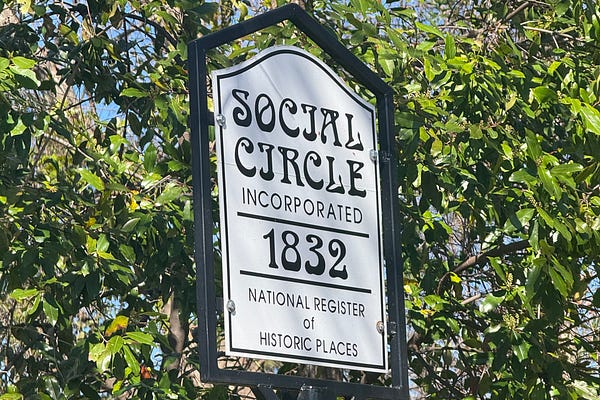 SOCIAL
CIRCLE
INCORPORATED
1832
NATIONAL REGISTER
of
HISTORIC PLACES